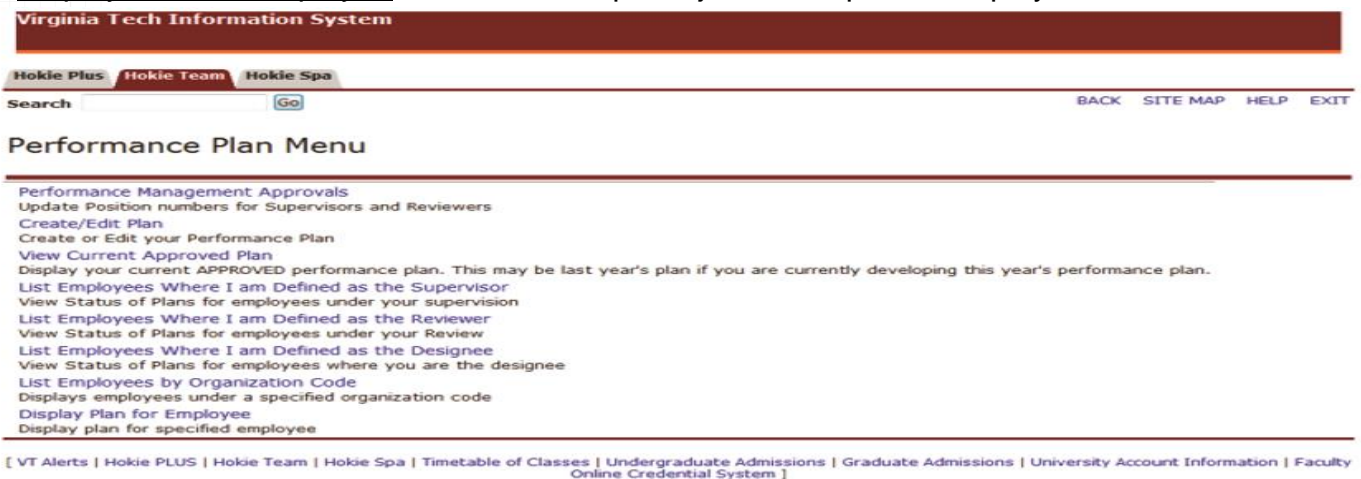 Virginia Tech Information System
Hokie Plus Hokie Team Hokie Spa
Search Go BACK SITE MAP HELP EXIT
Performance Plan Menu
Performance Management Approvals
Update Position numbers for Supervisors and Reviewers
Create/Edit Plan
Create or Edit your Performance Plan
View Current Approved Plan
Display your current APPROVED performance plan. This may be last year's plan if you are currently developing this year's performance plan.
List Employees Where I am Defined as the Supervisor
View Status of Plans for employees under your supervision
List Employees Where I am Defined as the Reviewer
View Status of Plans for employees under your Review
List Employees Where I am Defined as the Designee
View Status of Plans for employees where you are the designee
List Employees by Organization Code
Displays employees under a specified organization code
Display Plan for Employee
Display plan for specified employee
[ VT Alerts | Hokie PLUS | Hokie Team | Hokie Spa | Timetable of Classes | Undergraduate Admissions | Graduate Admissions | University Account Information | Faculty
Online Credential System ]